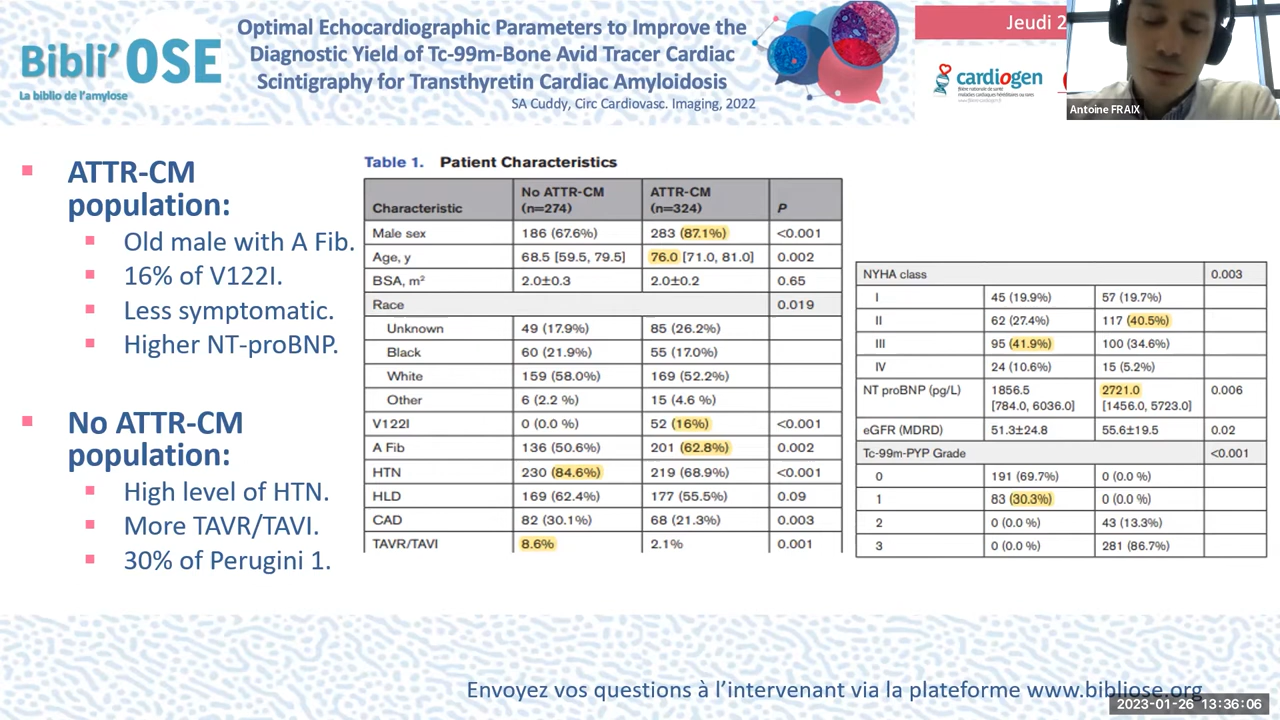 Optimal Echocardiographic Parameters to Improve the
Diagnostic Yield of Tc-99m-Bone Avid Tracer Cardiac
Scintigraphy for Transthyretin Cardiac Amyloidosis
SA Cuddy, Circ Cardiovasc. Imaging, 2022
Bibli'OSE
La biblio de l'amylose
Jeudi 2
cardiogen
filière nationale de santé
maladies cardiaques héréditaires ou rares
Antoine FRAIX
ATTR-CM
population:
Old male with A Fib.
16% of V122I.
Less symptomatic.
Higher NT-proBNP.
No ATTR-CM
population:
High level of HTN.
More TAVR/TAVI.
30% of Perugini 1.
Table 1. Patient Characteristics
Characteristic No ATTR-CM (n=274) ATTR-CM (n=324) P
Male sex 186 (67.6%) 283 (87.1%) <0.001
Age, y 68.5 [59.5, 79.5] 76.0 [71.0, 81.0] 0.002
BSA, m² 2.0±0.3 2.0±0.2 0.65
Race 0.019
Unknown 49 (17.9%) 85 (26.2%)
Black 60 (21.9%) 55 (17.0%)
White 159 (58.0%) 169 (52.2%)
Other 6 (2.2 %) 15 (4.6 %)
V122I 0 (0.0 %) 52 (16%) <0.001
A Fib 136 (50.6%) 201 (62.8%) 0.002
HTN 230 (84.6%) 219 (68.9%) <0.001
HLD 169 (62.4%) 177 (55.5%) 0.09
CAD 82 (30.1%) 68 (21.3%) 0.003
TAVR/TAVI 8.6% 2.1% 0.001
NYHA class 0.003
I 45 (19.9%) 57 (19.7%)
II 62 (27.4%) 117 (40.5%)
III 95 (41.9%) 100 (34.6%)
IV 24 (10.6%) 15 (5.2%)
NT proBNP (pg/L) 1856.5 [784.0, 6036.0] 2721.0 [1456.0, 5723.0] 0.006
eGFR (MDRD) 51.3±24.8 55.6±19.5 0.02
Tc-99m-PYP Grade <0.001
0 191 (69.7%) 0 (0.0 %)
1 83 (30.3%) 0 (0.0 %)
2 0 (0.0 %) 43 (13.3%)
3 0 (0.0 %) 281 (86.7%)
Envoyez vos questions à l'intervenant via la plateforme www.bibliose.org
2023-01-26 13:36:06